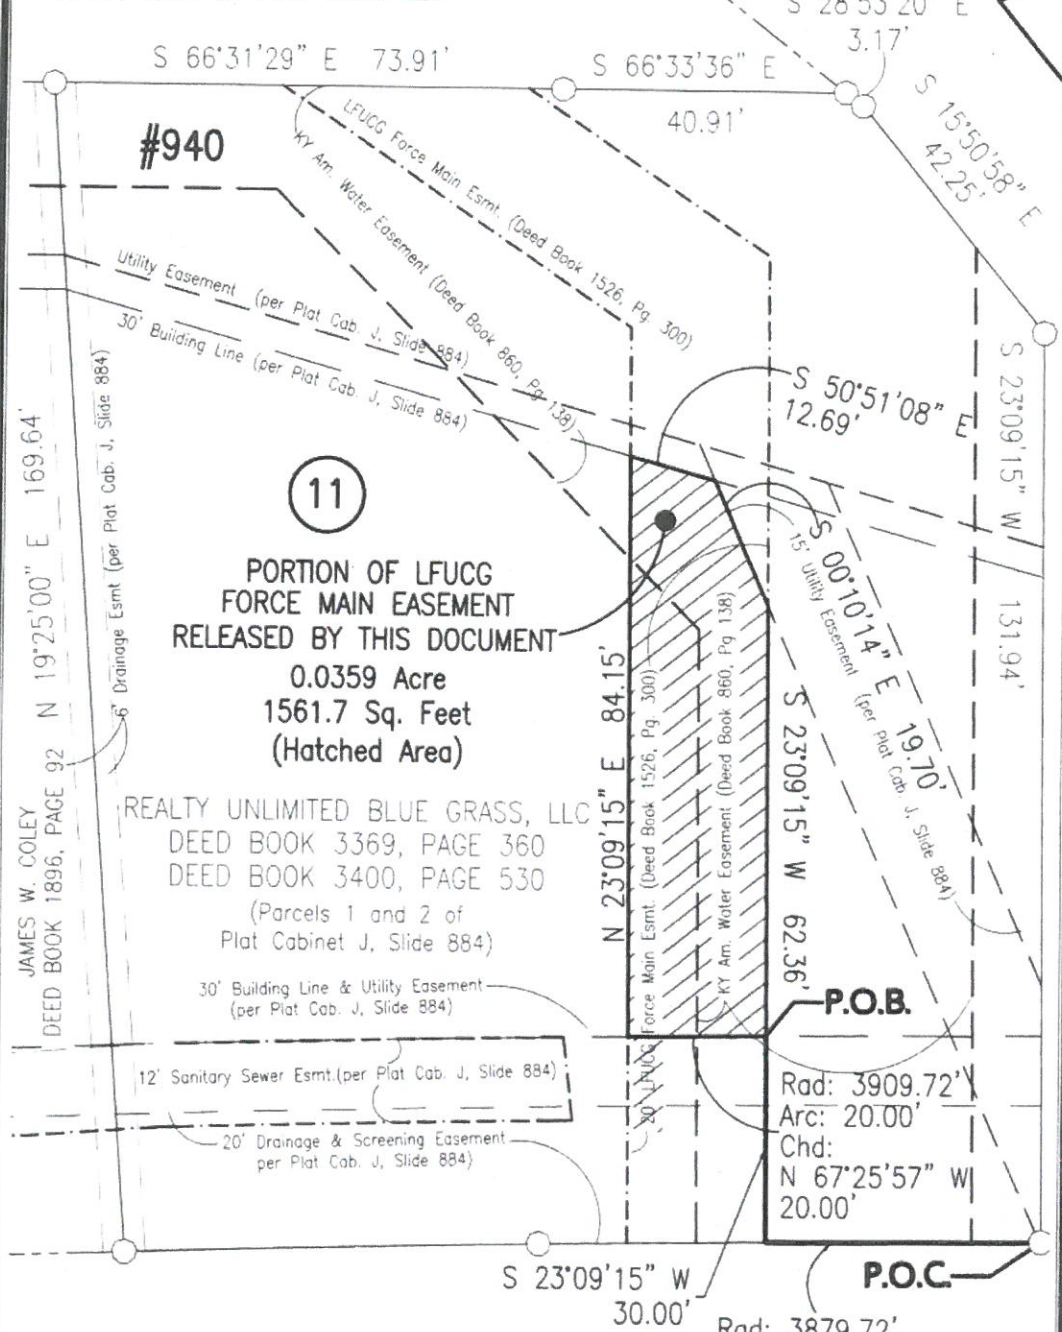 S 28°53'20" E
3.17'
S 66°31'29" E 73.91'
S 66°33'36" E
40.91'
S 15°50'58" E
42.25'
#940
LFUCG Force Main Esmt. (Deed Book 1526, Pg. 300)
KY Am. Water Easement (Deed Book 860, Pg 138)
Utility Easement (per Plat Cab. J, Slide 884)
30' Building Line (per Plat Cab. J, Slide 884)
S 50°51'08" E
12.69'
S 23°09'15" W 131.94'
N 19°25'00" E 169.64'
6' Drainage Esmt (per Plat Cab. J, Slide 884)
11
PORTION OF LFUCG
FORCE MAIN EASEMENT
RELEASED BY THIS DOCUMENT
0.0359 Acre
1561.7 Sq. Feet
(Hatched Area)
S 00°10'14" E 19.70'
15' Utility Easement (per Plat Cab. J, Slide 884)
N 23°09'15" E 84.15'
20' LFUCG Force Main Esmt. (Deed Book 1526, Pg. 300)
KY Am. Water Easement (Deed Book 860, Pg 138)
S 23°09'15" W 62.36'
JAMES W. COLEY
DEED BOOK 1896, PAGE 92
REALTY UNLIMITED BLUE GRASS, LLC
DEED BOOK 3369, PAGE 360
DEED BOOK 3400, PAGE 530
(Parcels 1 and 2 of
Plat Cabinet J, Slide 884)
30' Building Line & Utility Easement
(per Plat Cab. J, Slide 884)
P.O.B.
12' Sanitary Sewer Esmt.(per Plat Cab. J, Slide 884)
Rad: 3909.72'
Arc: 20.00'
Chd:
N 67°25'57" W
20.00'
20' Drainage & Screening Easement
per Plat Cab. J, Slide 884)
S 23°09'15" W
30.00'
P.O.C.
Rad: 3879.72'